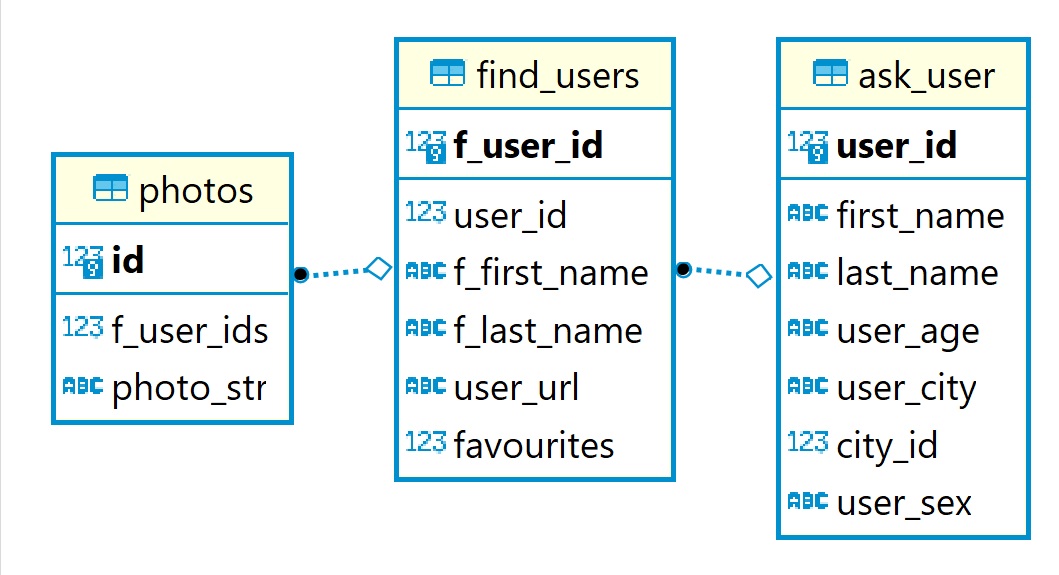 photos
123 id
123 f_user_ids
ABC photo_str
find_users
123 f_user_id
123 user_id
ABC f_first_name
ABC f_last_name
ABC user_url
123 favourites
ask_user
123 user_id
ABC first_name
ABC last_name
ABC user_age
ABC user_city
123 city_id
ABC user_sex